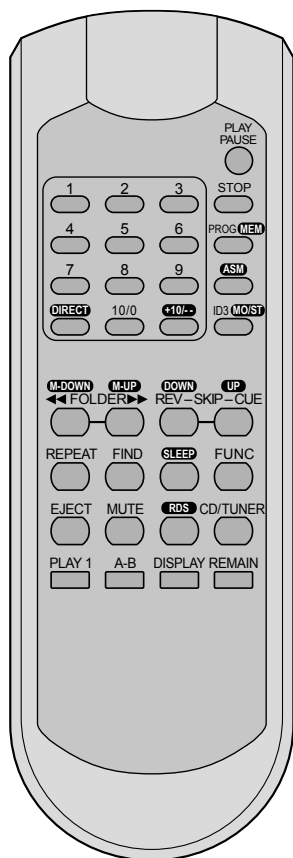 PLAY
PAUSE
1 2 3 STOP
4 5 6 PROG MEM
7 8 9 ASM
DIRECT 10/0 +10/-- ID3 MO/ST
M-DOWN M-UP DOWN UP
◀◀ FOLDER ▶▶ REV–SKIP–CUE
REPEAT FIND SLEEP FUNC
EJECT MUTE RDS CD/TUNER
PLAY 1 A-B DISPLAY REMAIN